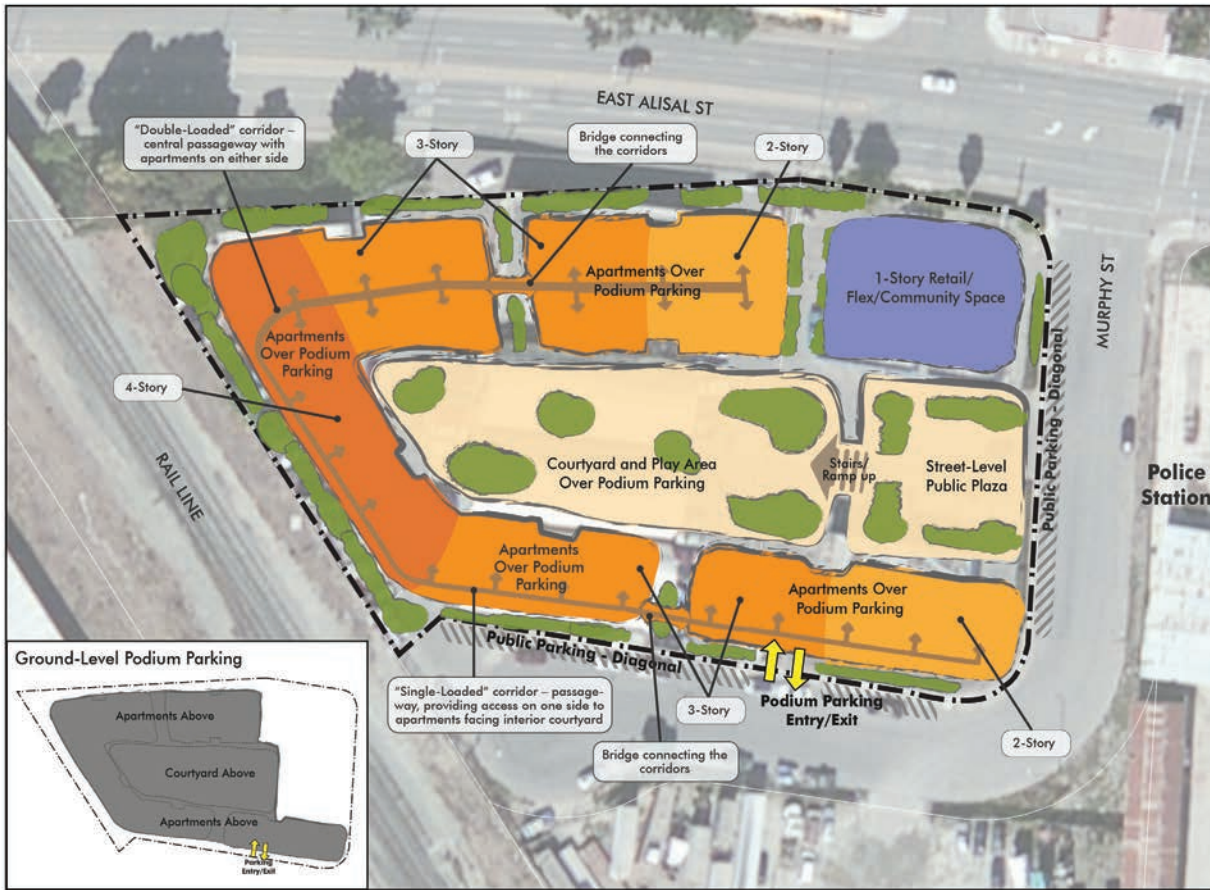 EAST ALISAL ST
"Double-Loaded" corridor –
central passageway with
apartments on either side
3-Story
Bridge connecting
the corridors
2-Story
Apartments Over
Podium Parking
1-Story Retail/
Flex/Community Space
MURPHY ST
Public Parking - Diagonal
Apartments
Over Podium
Parking
4-Story
RAIL LINE
Courtyard and Play Area
Over Podium Parking
Stairs/
Ramp up
Street-Level
Public Plaza
Police
Station
Apartments
Over Podium
Parking
Apartments Over
Podium Parking
Public Parking - Diagonal
"Single-Loaded" corridor – passage-
way, providing access on one side to
apartments facing interior courtyard
3-Story
Podium Parking
Entry/Exit
Bridge connecting the
corridors
2-Story
Ground-Level Podium Parking
Apartments Above
Courtyard Above
Apartments Above
Parking
Entry/Exit